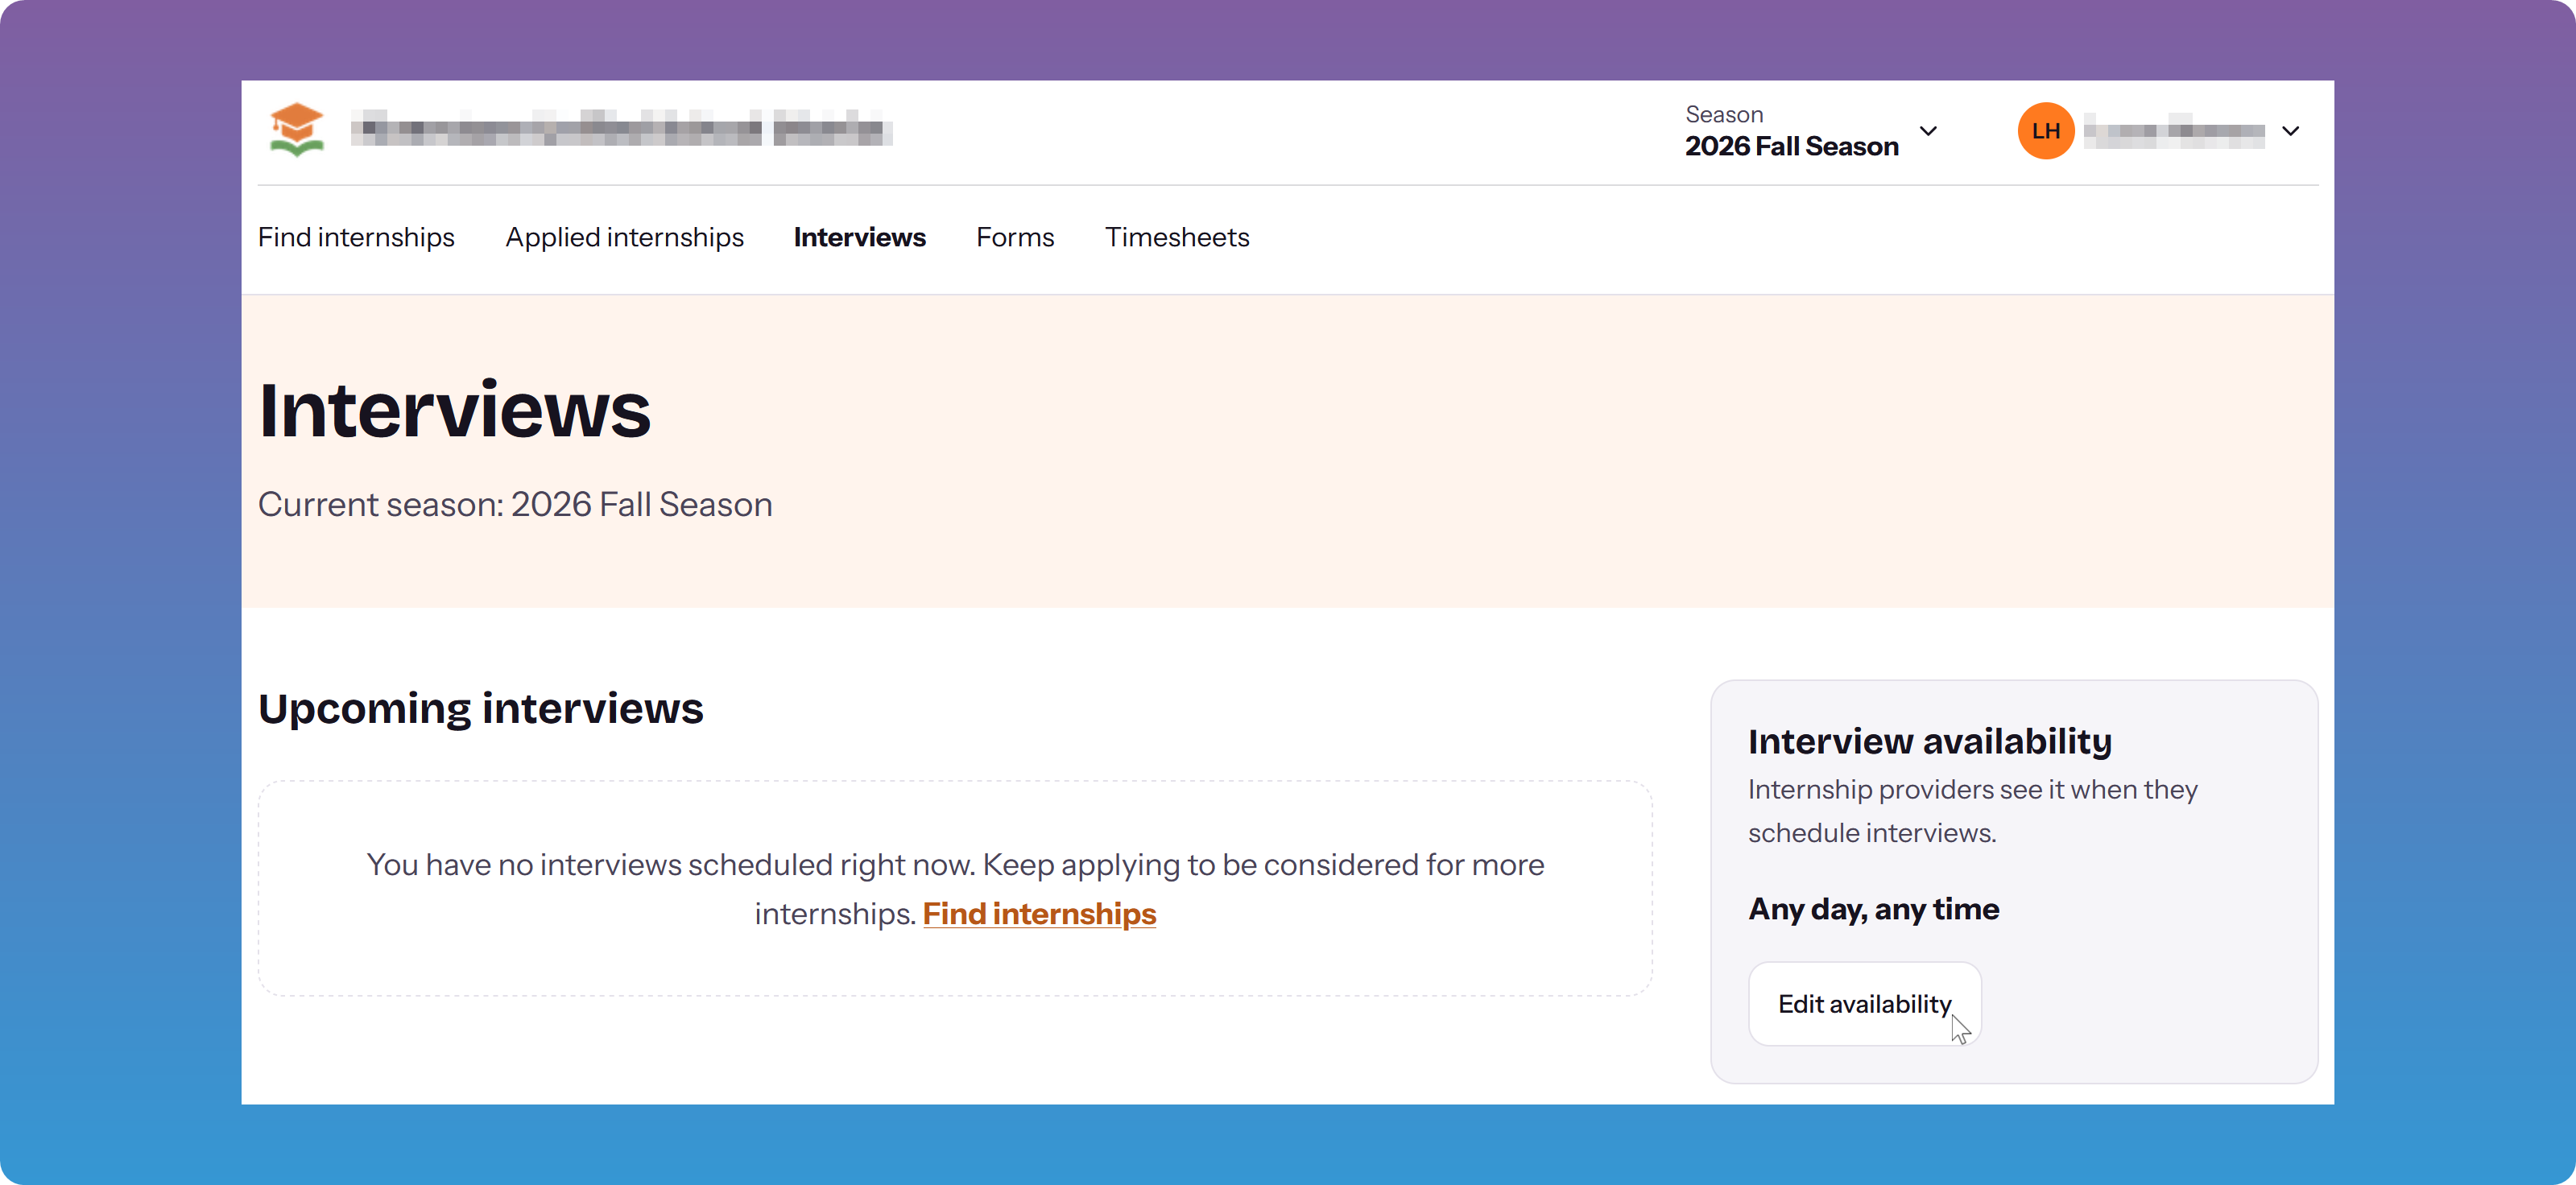 Season
2026 Fall Season
LH
Find internships Applied internships Interviews Forms Timesheets
Interviews
Current season: 2026 Fall Season
Upcoming interviews
You have no interviews scheduled right now. Keep applying to be considered for more
internships. Find internships
Interview availability
Internship providers see it when they
schedule interviews.
Any day, any time
Edit availability